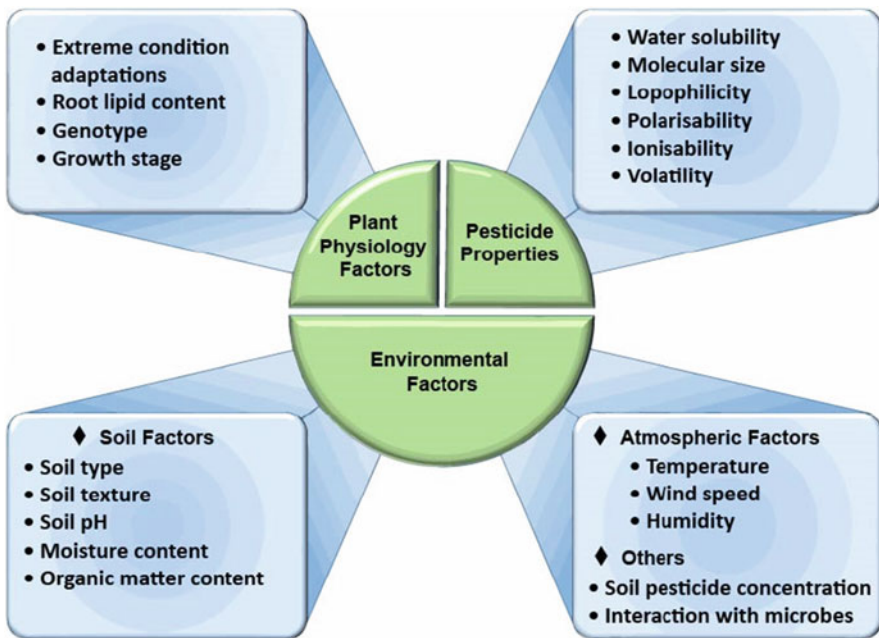 • Extreme condition
adaptations
• Root lipid content
• Genotype
• Growth stage
• Water solubility
• Molecular size
• Lopophilicity
• Polarisability
• Ionisability
• Volatility
Plant
Physiology
Factors
Pesticide
Properties
Environmental
Factors
♦ Soil Factors
• Soil type
• Soil texture
• Soil pH
• Moisture content
• Organic matter content
♦ Atmospheric Factors
• Temperature
• Wind speed
• Humidity
♦ Others
• Soil pesticide concentration
• Interaction with microbes